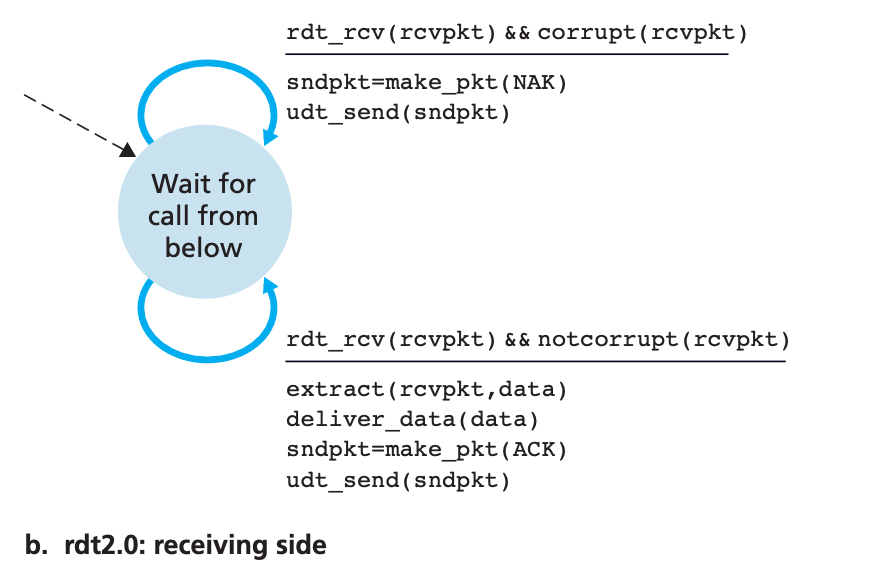 rdt_rcv(rcvpkt) && corrupt(rcvpkt)
sndpkt=make_pkt(NAK)
udt_send(sndpkt)
Wait for
call from
below
rdt_rcv(rcvpkt) && notcorrupt(rcvpkt)
extract(rcvpkt,data)
deliver_data(data)
sndpkt=make_pkt(ACK)
udt_send(sndpkt)
b. rdt2.0: receiving side